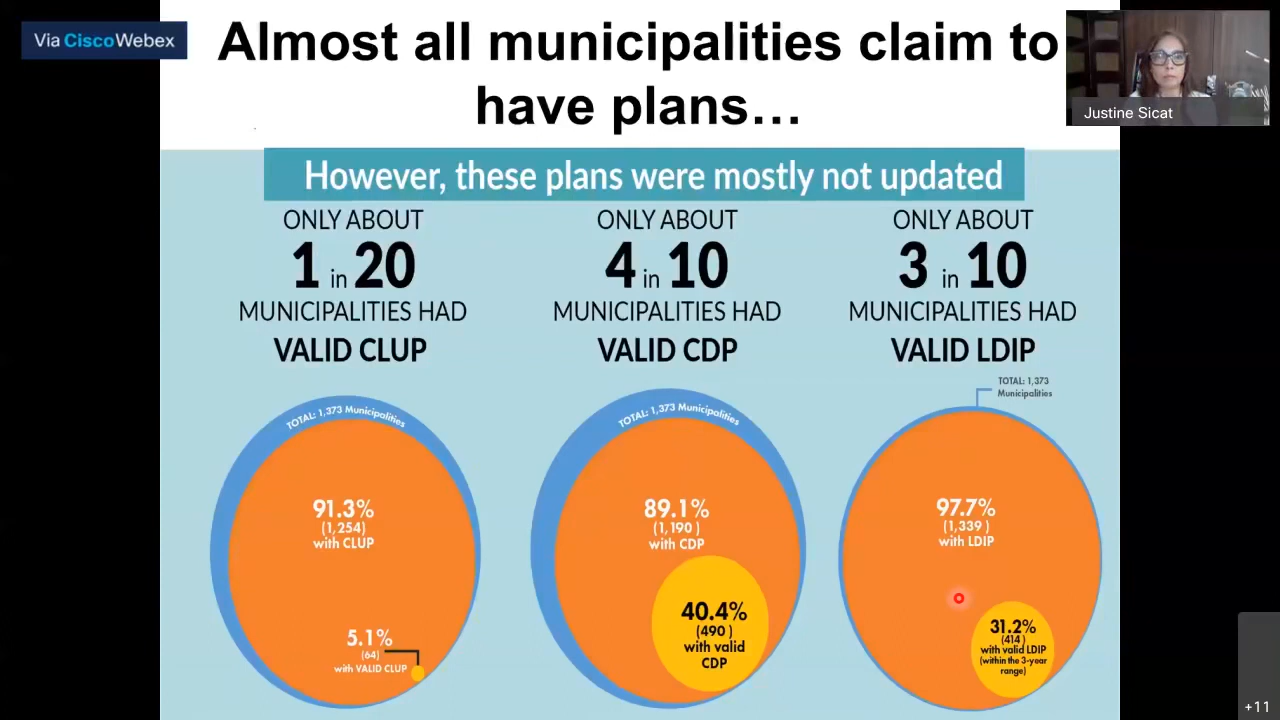 Via Cisco Webex
Almost all municipalities claim to
have plans…
Justine Sicat
However, these plans were mostly not updated
ONLY ABOUT
1 in 20
MUNICIPALITIES HAD
VALID CLUP
ONLY ABOUT
4 in 10
MUNICIPALITIES HAD
VALID CDP
ONLY ABOUT
3 in 10
MUNICIPALITIES HAD
VALID LDIP
TOTAL: 1,373 Municipalities
91.3%
(1,254)
with CLUP
5.1%
(64)
with VALID CLUP
TOTAL: 1,373 Municipalities
89.1%
(1,190 )
with CDP
40.4%
(490 )
with valid
CDP
TOTAL: 1,373
Municipalities
97.7%
(1,339 )
with LDIP
31.2%
(414 )
with valid LDIP
(within the 3-year
range)
+11